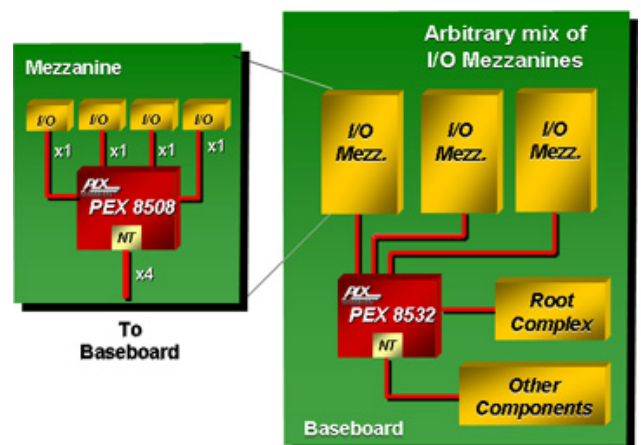 Mezzanine
I/O I/O I/O I/O
x1 x1 x1 x1
PLX
PEX 8508
NT
x4
To
Baseboard
Arbitrary mix of
I/O Mezzanines
I/O
Mezz.
I/O
Mezz.
I/O
Mezz.
PLX
PEX 8532
NT
Root
Complex
Other
Components
Baseboard